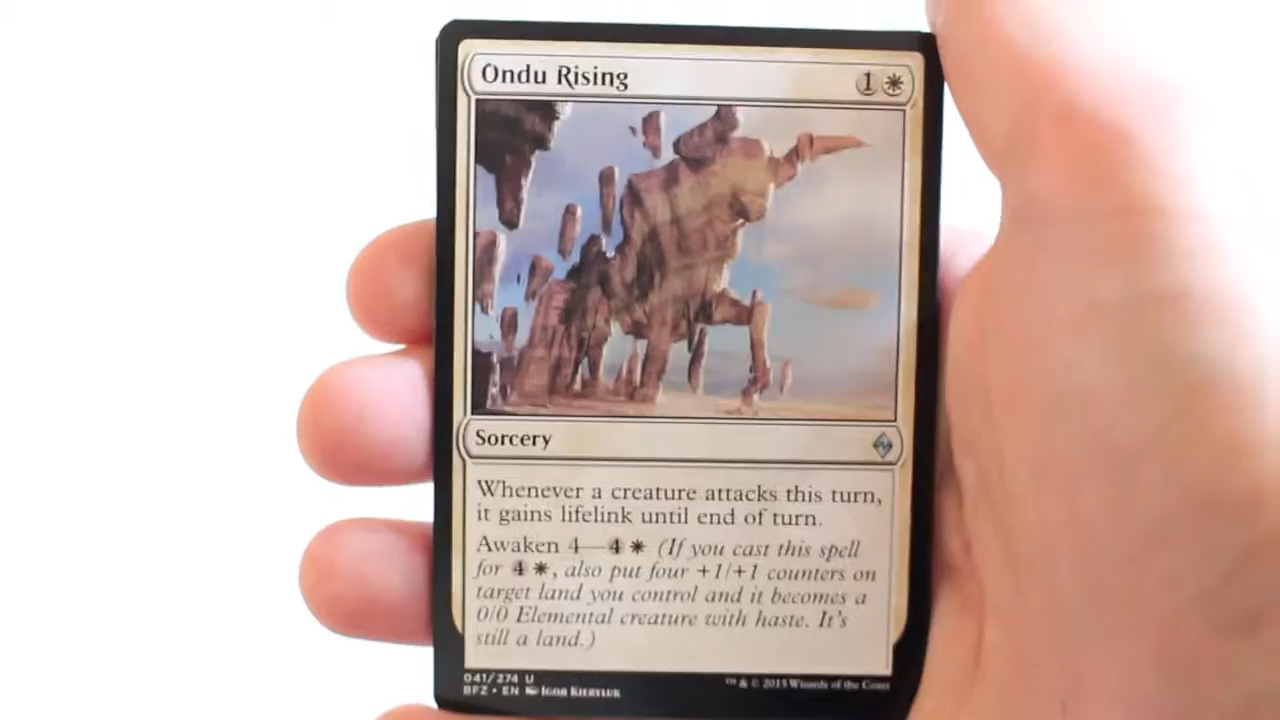 Ondu Rising 1
Sorcery
Whenever a creature attacks this turn,
it gains lifelink until end of turn.
Awaken 4—4 (If you cast this spell
for 4, also put four +1/+1 counters on
target land you control and it becomes a
0/0 Elemental creature with haste. It's
still a land.)
041/274 U
BFZ • EN Igor Kieryluk
™ & © 2015 Wizards of the Coast